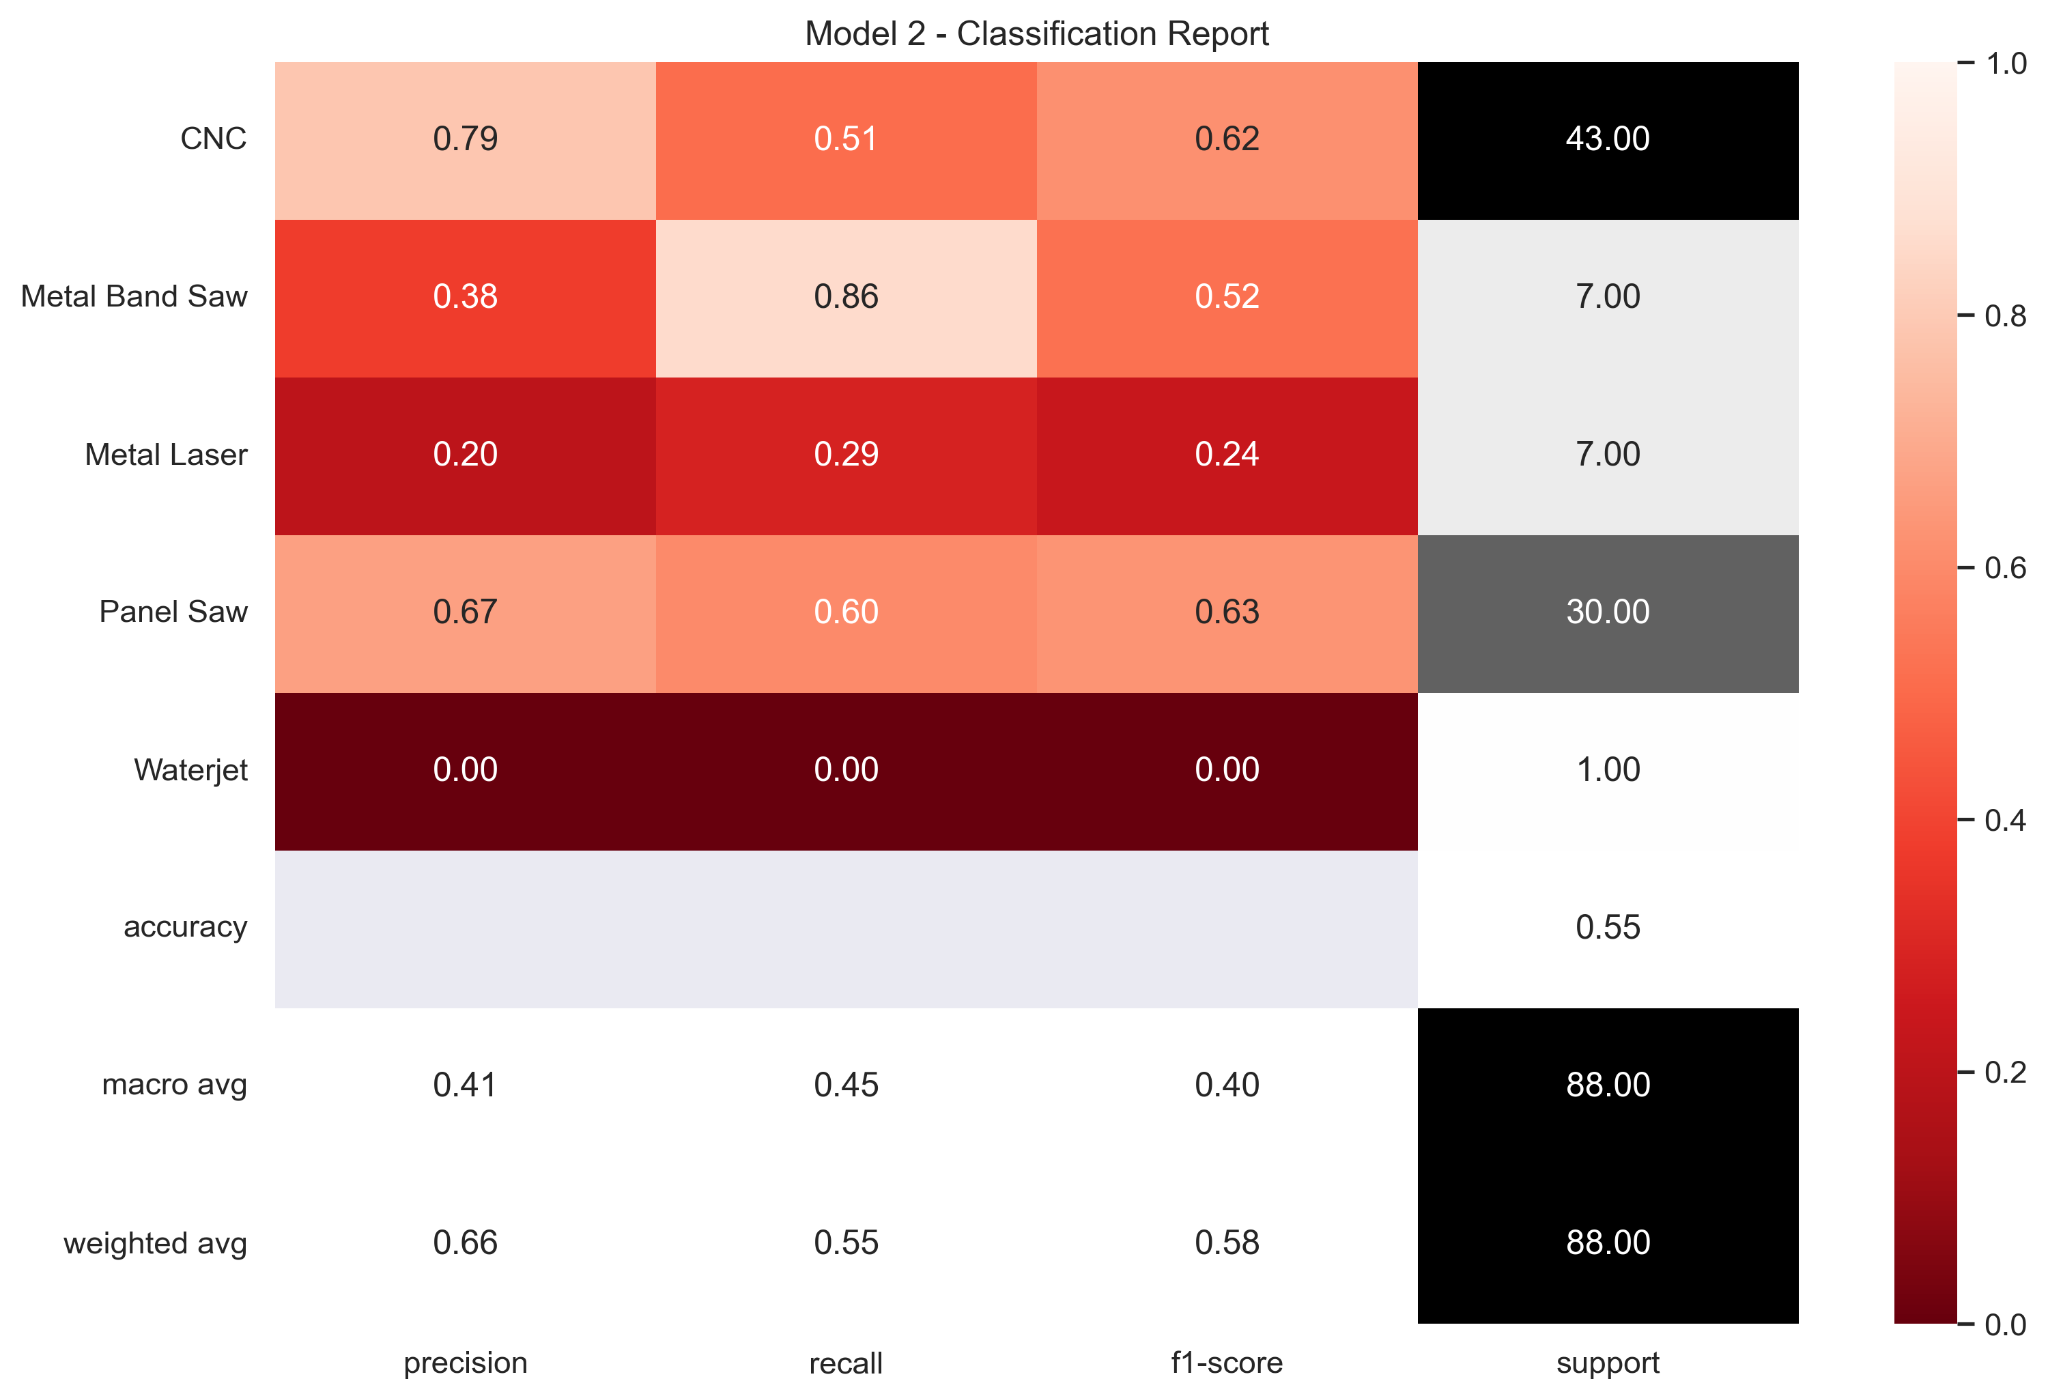 Model 2 - Classification Report
CNC 0.79 0.51 0.62 43.00
Metal Band Saw 0.38 0.86 0.52 7.00
Metal Laser 0.20 0.29 0.24 7.00
Panel Saw 0.67 0.60 0.63 30.00
Waterjet 0.00 0.00 0.00 1.00
accuracy 0.55
macro avg 0.41 0.45 0.40 88.00
weighted avg 0.66 0.55 0.58 88.00
precision recall f1-score support
1.0
0.8
0.6
0.4
0.2
0.0